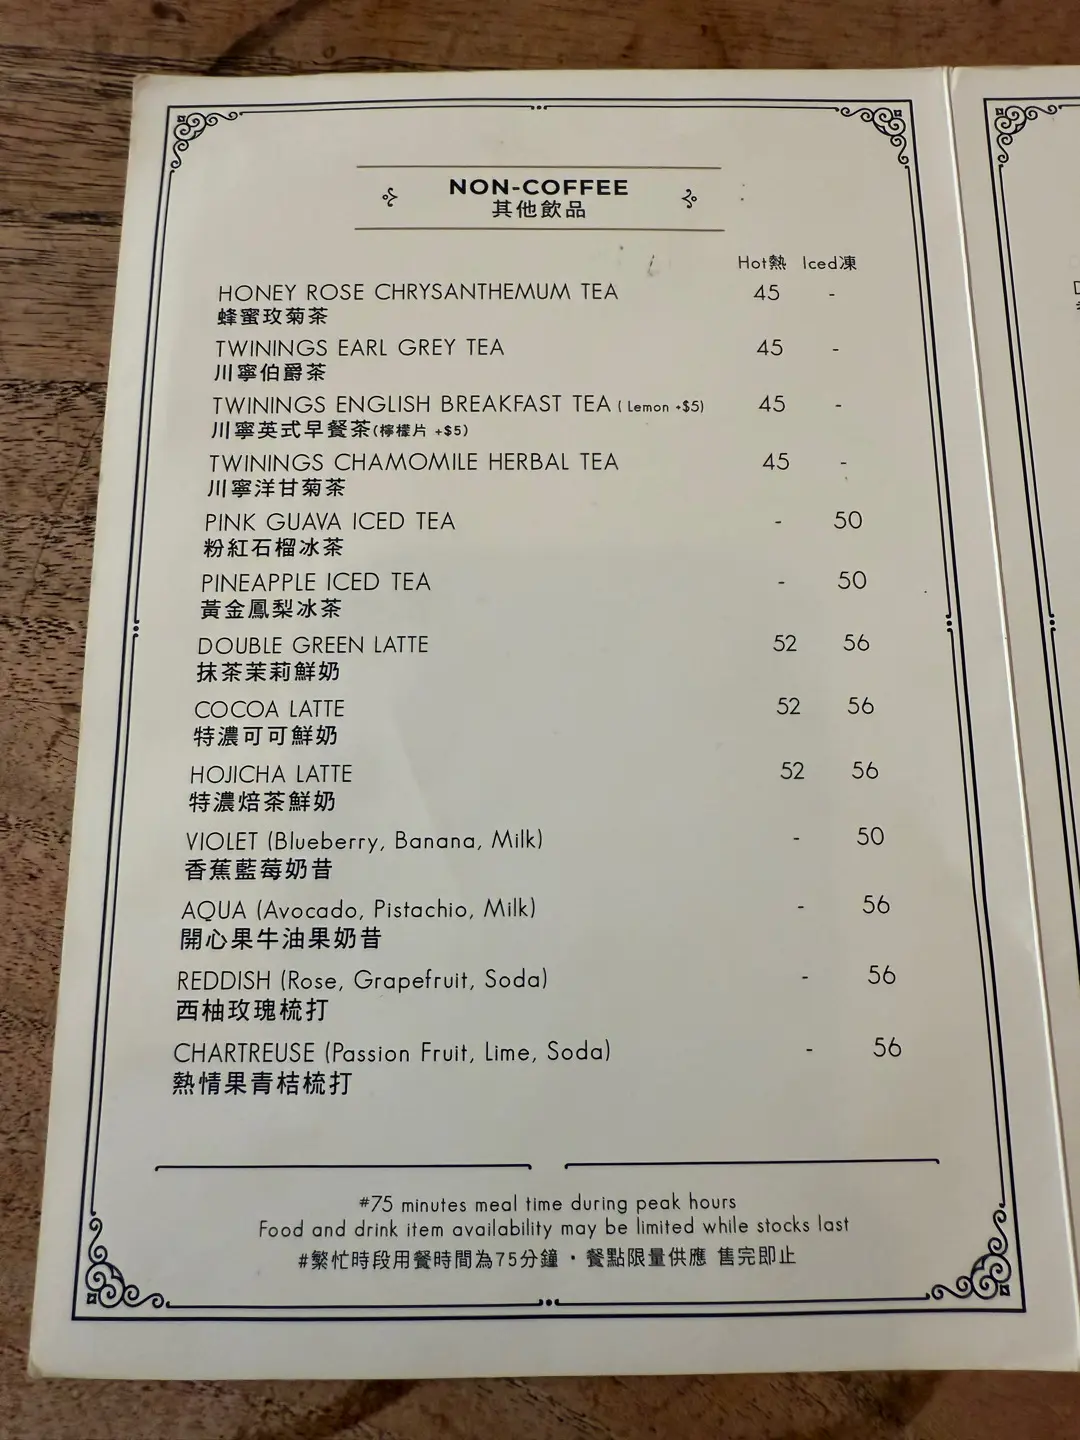 NON-COFFEE
其他飲品
Hot熱 Iced凍
HONEY ROSE CHRYSANTHEMUM TEA 45 -
蜂蜜玫菊茶
TWININGS EARL GREY TEA 45 -
川寧伯爵茶
TWININGS ENGLISH BREAKFAST TEA ( Lemon +$5) 45 -
川寧英式早餐茶(檸檬片 +$5)
TWININGS CHAMOMILE HERBAL TEA 45 -
川寧洋甘菊茶
PINK GUAVA ICED TEA - 50
粉紅石榴冰茶
PINEAPPLE ICED TEA - 50
黃金鳳梨冰茶
DOUBLE GREEN LATTE 52 56
抹茶茉莉鮮奶
COCOA LATTE 52 56
特濃可可鮮奶
HOJICHA LATTE 52 56
特濃焙茶鮮奶
VIOLET (Blueberry, Banana, Milk) - 50
香蕉藍莓奶昔
AQUA (Avocado, Pistachio, Milk) - 56
開心果牛油果奶昔
REDDISH (Rose, Grapefruit, Soda) - 56
西柚玫瑰梳打
CHARTREUSE (Passion Fruit, Lime, Soda) - 56
熱情果青桔梳打
#75 minutes meal time during peak hours
Food and drink item availability may be limited while stocks last
#繁忙時段用餐時間為75分鐘・餐點限量供應 售完即止